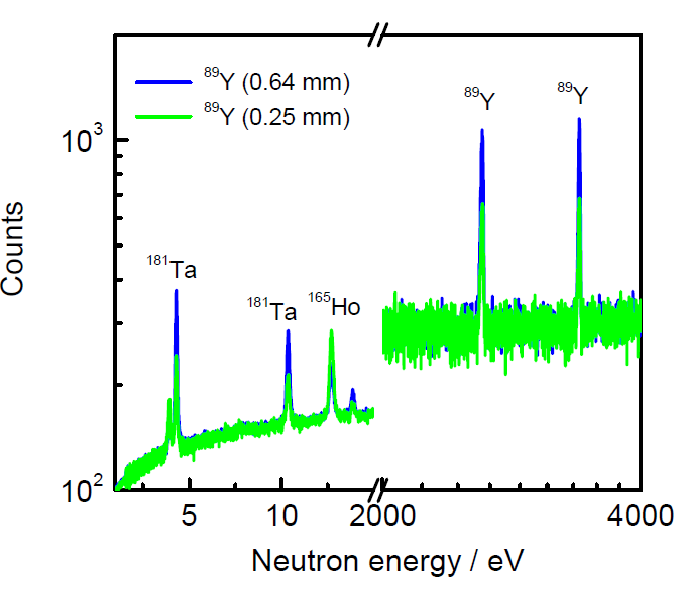 ⁸⁹Y (0.64 mm)
⁸⁹Y (0.25 mm)
⁸⁹Y
⁸⁹Y
10³
Counts
¹⁸¹Ta
¹⁸¹Ta
¹⁶⁵Ho
10²
5
10
2000
4000
Neutron energy / eV